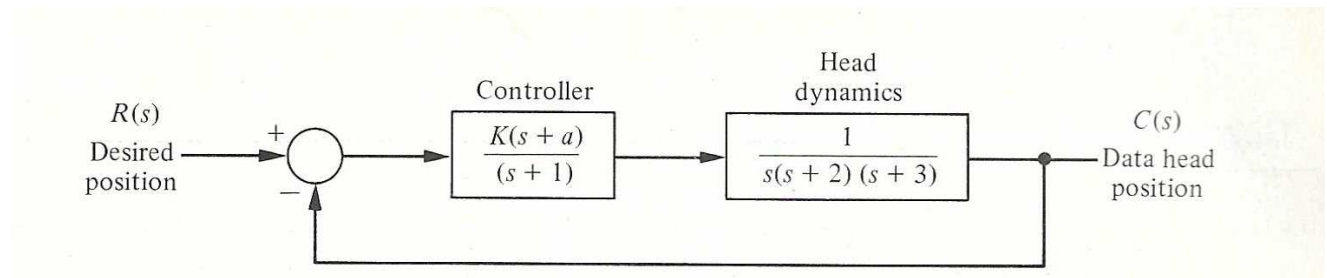 R(s)
Desired
position
+
−
Controller
K(s + a)
(s + 1)
Head
dynamics
1
s(s + 2) (s + 3)
C(s)
Data head
position